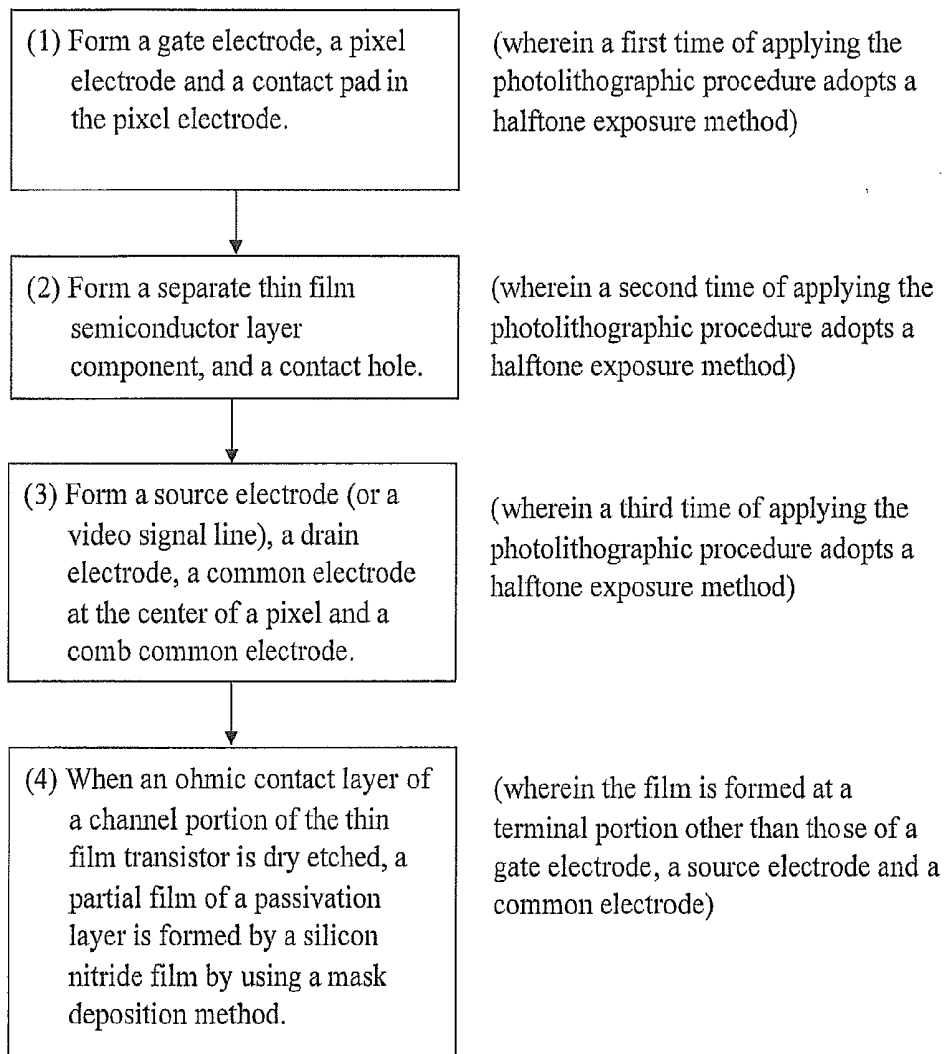 (1) Form a gate electrode, a pixel
electrode and a contact pad in
the pixel electrode.
(wherein a first time of applying the
photolithographic procedure adopts a
halftone exposure method)
(2) Form a separate thin film
semiconductor layer
component, and a contact hole.
(wherein a second time of applying the
photolithographic procedure adopts a
halftone exposure method)
(3) Form a source electrode (or a
video signal line), a drain
electrode, a common electrode
at the center of a pixel and a
comb common electrode.
(wherein a third time of applying the
photolithographic procedure adopts a
halftone exposure method)
(4) When an ohmic contact layer of
a channel portion of the thin
film transistor is dry etched, a
partial film of a passivation
layer is formed by a silicon
nitride film by using a mask
deposition method.
(wherein the film is formed at a
terminal portion other than those of a
gate electrode, a source electrode and a
common electrode)